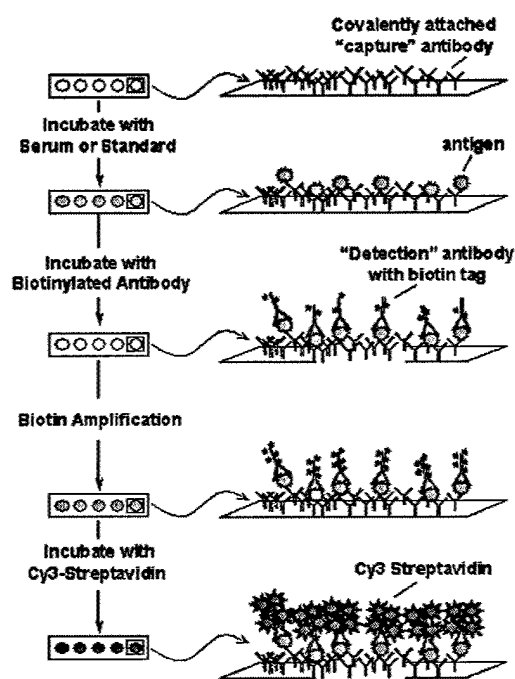 Covalently attached
"capture" antibody
Incubate with
Serum or Standard
antigen
Incubate with
Biotinylated Antibody
"Detection" antibody
with biotin tag
Biotin Amplification
Incubate with
Cy3-Streptavidin
Cy3 Streptavidin